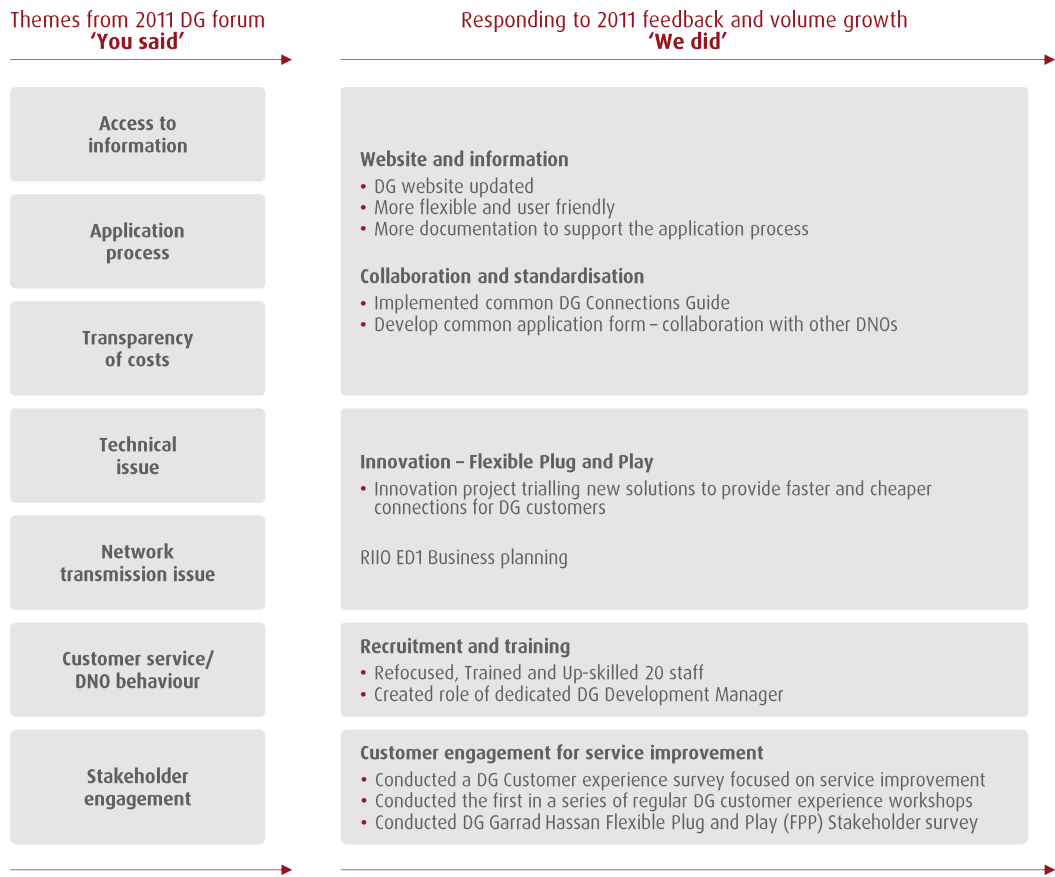 Themes from 2011 DG forum
‘You said’
Responding to 2011 feedback and volume growth
‘We did’
Access to
information
Application
process
Transparency
of costs
Website and information
• DG website updated
• More flexible and user friendly
• More documentation to support the application process
Collaboration and standardisation
• Implemented common DG Connections Guide
• Develop common application form – collaboration with other DNOs
Technical
issue
Network
transmission issue
Innovation – Flexible Plug and Play
• Innovation project trialling new solutions to provide faster and cheaper
connections for DG customers
RIIO ED1 Business planning
Customer service/
DNO behaviour
Recruitment and training
• Refocused, Trained and Up-skilled 20 staff
• Created role of dedicated DG Development Manager
Stakeholder
engagement
Customer engagement for service improvement
• Conducted a DG Customer experience survey focused on service improvement
• Conducted the first in a series of regular DG customer experience workshops
• Conducted DG Garrad Hassan Flexible Plug and Play (FPP) Stakeholder survey